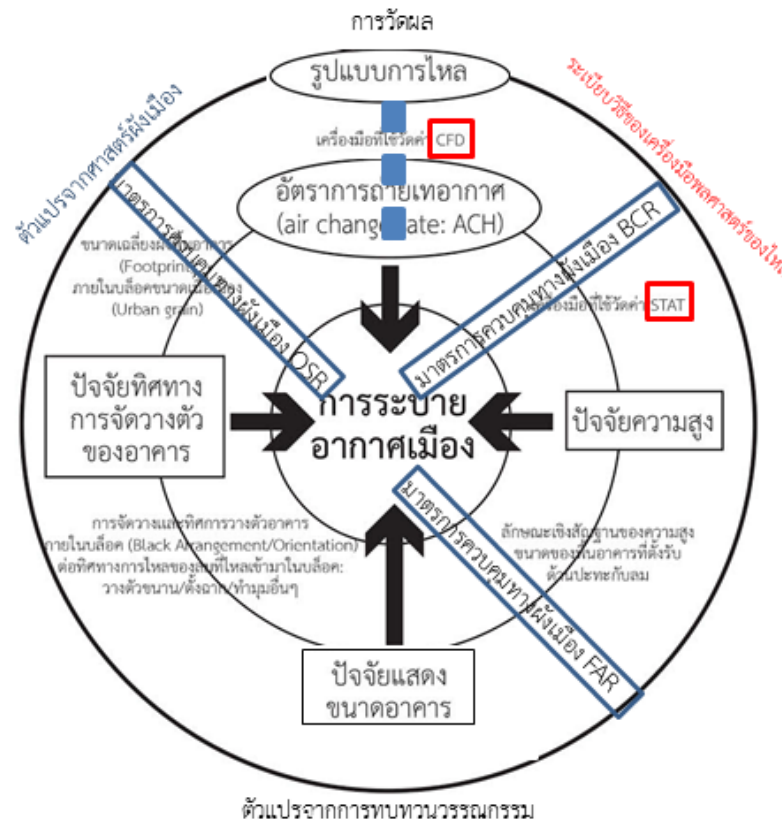 การวัดผล
รูปแบบการไหล
เครื่องมือที่ใช้วัดค่า CFD
ตัวแปรจากศาสตร์ผังเมือง
ระเบียบวิธีของเครื่องมือพลศาสตร์ของไหล
อัตราการถ่ายเทอากาศ
(air change rate: ACH)
มาตรการควบคุมทางผังเมือง OSR
มาตรการควบคุมทางผังเมือง BCR
ขนาดเฉลี่ยง
(Footprint)
ภายในบล็อคขนาด
(Urban grain)
เครื่องมือที่ใช้วัดค่า STAT
ปัจจัยทิศทาง
การจัดวางตัว
ของอาคาร
การระบาย
อากาศเมือง
ปัจจัยความสูง
มาตรการควบคุมทางผังเมือง FAR
การจัดวางและทิศการวางตัวอาคาร
ภายในบล็อค (Black Arrangement/Orientation)
ต่อทิศทางการไหลของลมที่ไหลเข้ามาในบล็อค:
วางตัวขนาน/ตั้งฉาก/ทำมุมอื่นๆ
ลักษณะเชิงสัณฐานของความสูง
ขนาดของอาคารที่ตั้งรับ
ด้านปะทะกับลม
ปัจจัยแสดง
ขนาดอาคาร
ตัวแปรจากการทบทวนวรรณกรรม